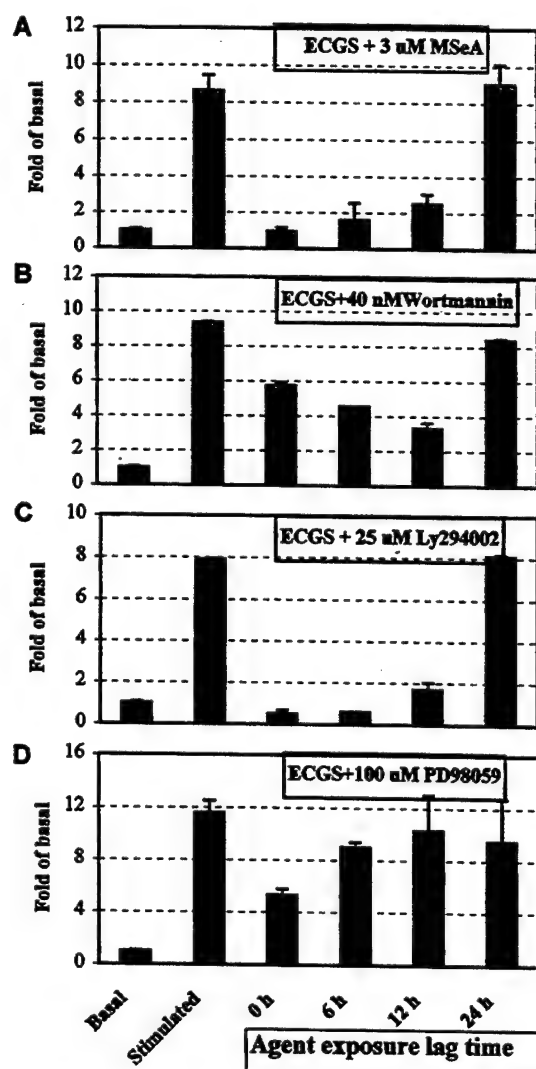 A
12
10
8
6
4
2
0
Fold of basal
ECGS + 3 uM MSeA
B
12
10
8
6
4
2
0
Fold of basal
ECGS+40 nMWortmannin
C
10
8
6
4
2
0
Fold of basal
ECGS + 25 uM Ly294002
D
16
12
8
4
0
Fold of basal
ECGS+100 uM PD98059
Basal
Stimulated
0 h
6 h
12 h
24 h
Agent exposure lag time